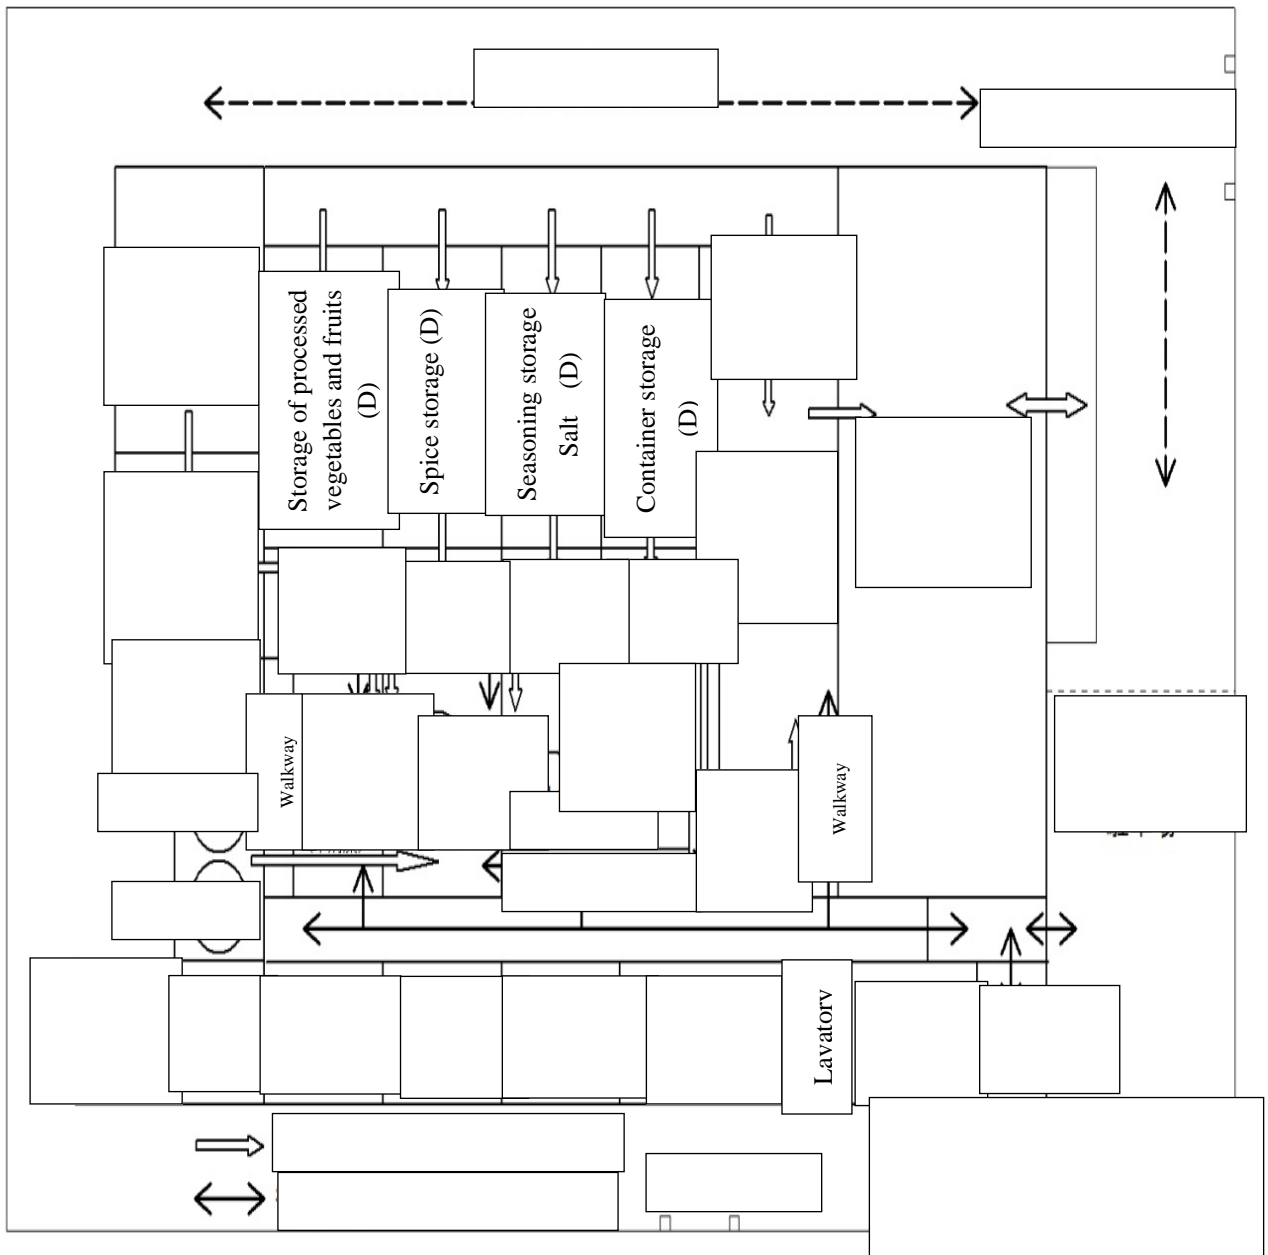 Storage of processed
vegetables and fruits
(D)
Spice storage (D)
Seasoning storage
Salt (D)
Container storage
(D)
Walkway
Walkway
Lavatory